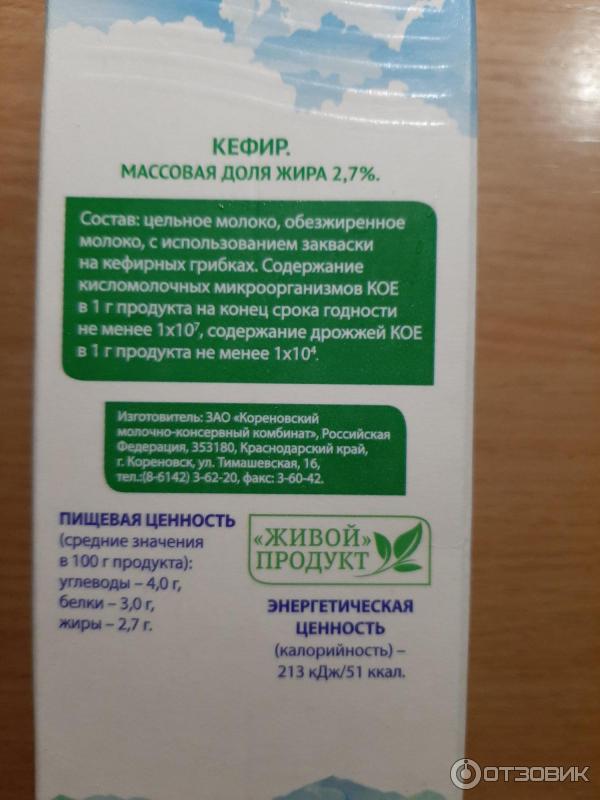 КЕФИР.
МАССОВАЯ ДОЛЯ ЖИРА 2,7%.
Состав: цельное молоко, обезжиренное
молоко, с использованием закваски
на кефирных грибках. Содержание
кисломолочных микроорганизмов КОЕ
в 1 г продукта на конец срока годности
не менее 1х10⁷, содержание дрожжей КОЕ
в 1 г продукта не менее 1х10⁴.
Изготовитель: ЗАО «Кореновский
молочно-консервный комбинат», Российская
Федерация, 353180, Краснодарский край,
г. Кореновск, ул. Тимашевская, 16,
тел.:(8-6142) 3-62-20, факс: 3-60-42.
ПИЩЕВАЯ ЦЕННОСТЬ
(средние значения
в 100 г продукта):
углеводы – 4,0 г,
белки – 3,0 г,
жиры – 2,7 г.
«ЖИВОЙ»
ПРОДУКТ
ЭНЕРГЕТИЧЕСКАЯ
ЦЕННОСТЬ
(калорийность) –
213 кДж/51 ккал.
ОТЗОВИК